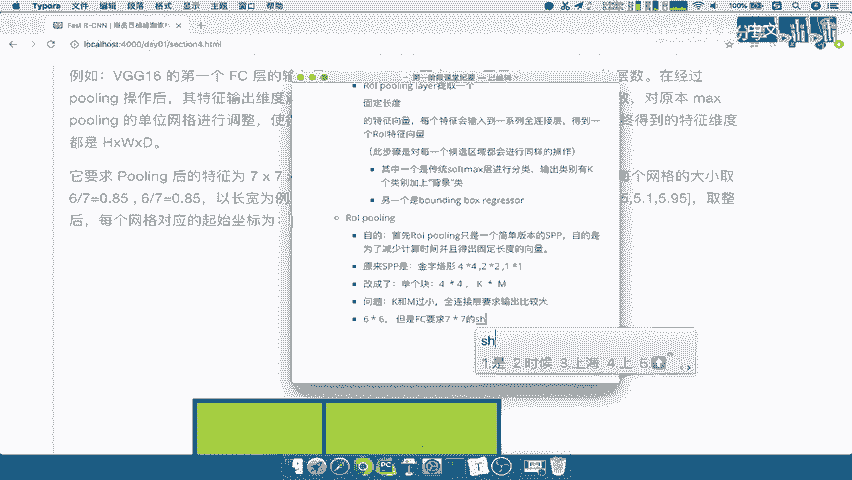 Typora 文件 编辑 段落 格式 显示 主题 窗口 帮助
100%
Fast R-CNN
localhost:4000/day01/section4.html
例如：VGG16 的第一个 FC 层的输
层数。在经过
pooling 操作后，其特征输出维度
数，对原本 max
pooling 的单位网格进行调整，使
终得到的特征维度
都是 HxWxD。
它要求 Pooling 后的特征为 7 x 7
每个网格的大小取
6/7=0.85 , 6/7=0.85，以长宽为例
5,5.1,5.95]，取整
后，每个网格对应的起始坐标为：
RoI pooling layer提取一个
固定长度
的特征向量，每个特征会输入到一系列全连接层，得到一
个RoI特征向量
（此步骤是对每一个候选区域都会进行同样的操作）
其中一个是传统softmax层进行分类，输出类别有K
个类别加上"背景"类
另一个是bounding box regressor
RoI pooling
目的：首先RoI pooling只是一个简单版本的SPP，目的是
为了减少计算时间并且得出固定长度的向量。
原来SPP是：金字塔形 4 *4 ,2 *2 ,1 *1
改成了：单个块：4 * 4 ， K * M
问题：K和M过小，全连接层要求输出比较大
6 * 6， 但是FC要求7 * 7的sh
sh
1 是 2 时候 3 上海 4 上 5